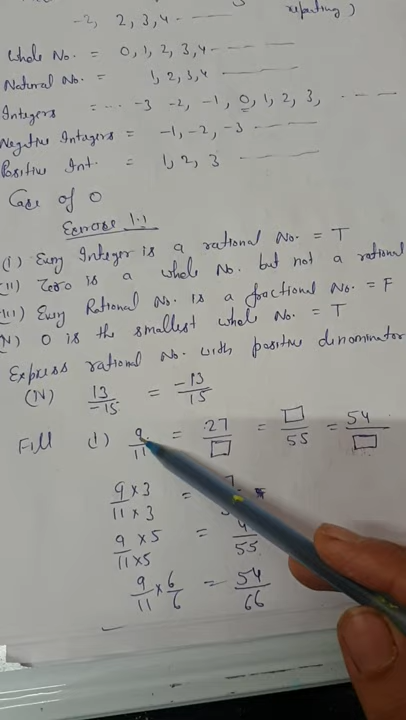 -2, 2, 3, 4 - - - repeating )
Whole No. = 0, 1, 2, 3, 4 - - - -
Natural No. = 1, 2, 3, 4 ———
Integers = ... -3 -2, -1, 0, 1, 2, 3, - - -
Negative Integers = -1, -2, -3 ———
Positive Int. = 1, 2, 3 ———
Case of 0
Exercise 1.1
(i) Every Integer is a rational No. = T
(ii) Zero is a whole No. but not a rational
(iii) Every Rational No. is a fractional No. = F
0 is the smallest whole No. = T
Express rational No. with positive dinominator
(N) 13/-15 = -13/15
Fill (i) 9/11 = 27/□ = □/55 = 54/□
9×3/11×3 =
9×5/11×5 = /55
9/11 × 6/6 = 54/66